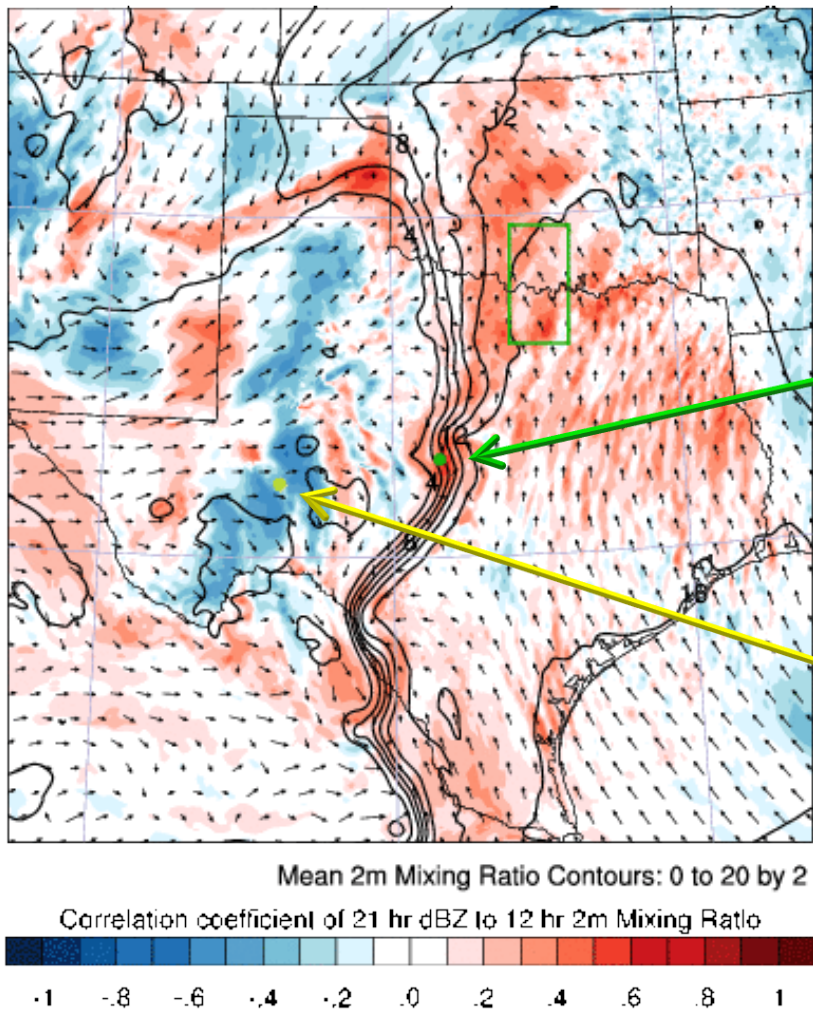 4
8
12
4
4
8
8
Mean 2m Mixing Ratio Contours: 0 to 20 by 2
Correlation coefficient of 21 hr dBZ to 12 hr 2m Mixing Ratio
-1 -.8 -.6 -.4 -.2 .0 .2 .4 .6 .8 1